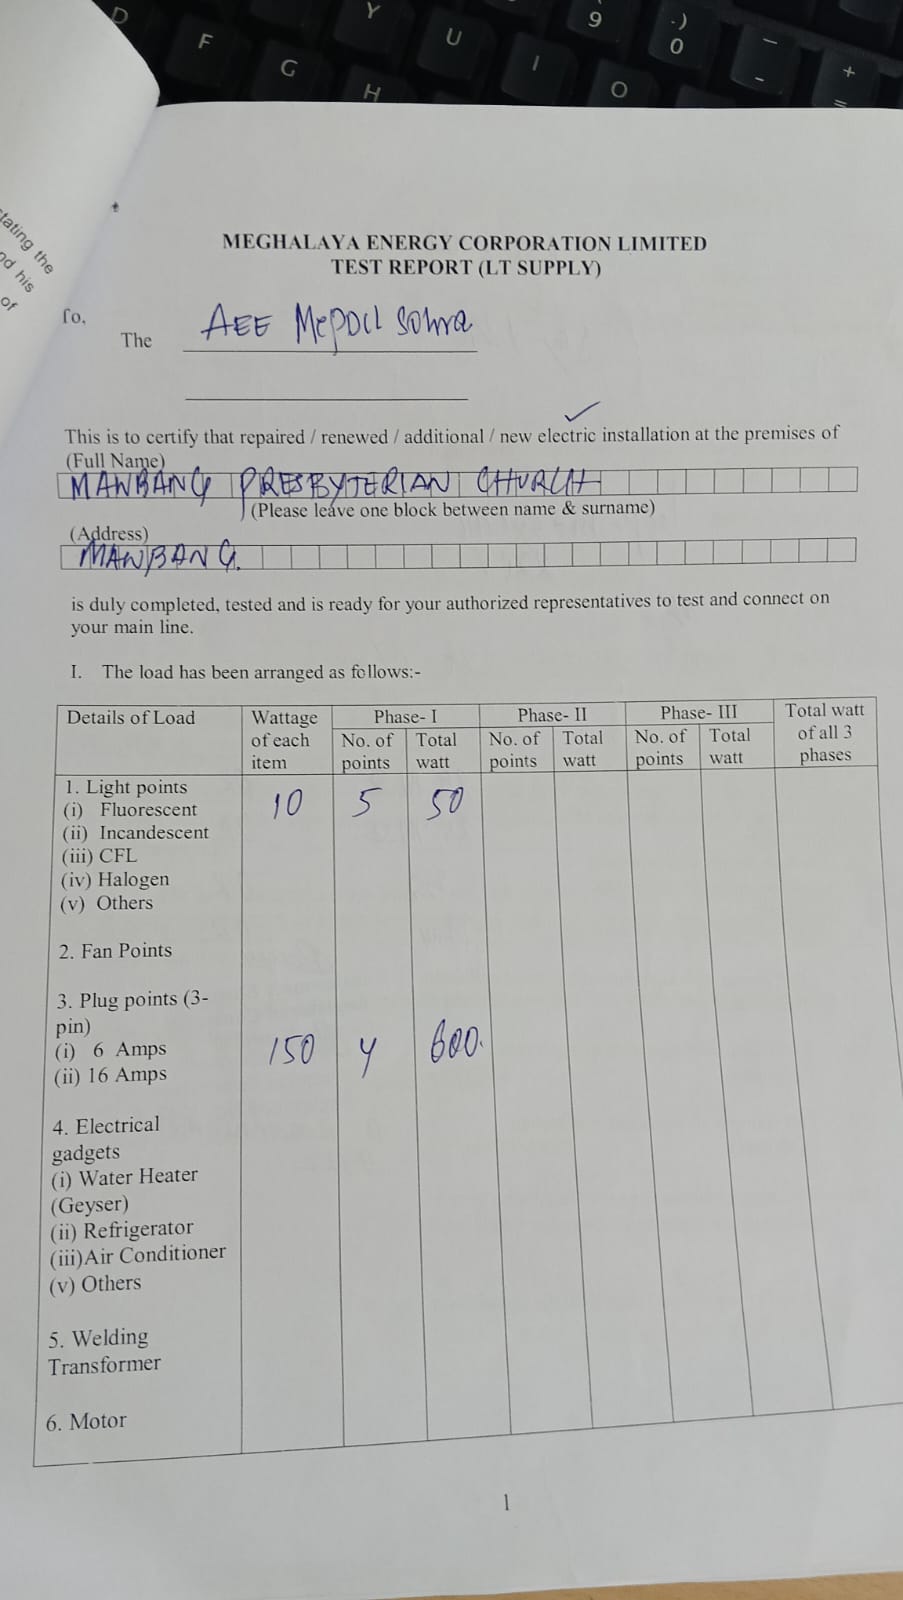 D F G Y H U I 9 O .) 0 — - + =
tating the
nd his
of
To,
MEGHALAYA ENERGY CORPORATION LIMITED
TEST REPORT (LT SUPPLY)
The AEE MePDCL Sohra
This is to certify that repaired / renewed / additional / new electric installation at the premises of
(Full Name)
MAWBANG PRESBYTERIAN CHURCH
(Please leave one block between name & surname)
(Address)
MAWBANG.
is duly completed, tested and is ready for your authorized representatives to test and connect on
your main line.
I. The load has been arranged as follows:-
Details of Load Wattage of each item Phase- I Phase- II Phase- III Total watt of all 3 phases
No. of points Total watt No. of points Total watt No. of points Total watt
1. Light points
(i) Fluorescent 10 5 50
(ii) Incandescent
(iii) CFL
(iv) Halogen
(v) Others
2. Fan Points
3. Plug points (3-
pin)
(i) 6 Amps 150 4 600.
(ii) 16 Amps
4. Electrical
gadgets
(i) Water Heater
(Geyser)
(ii) Refrigerator
(iii)Air Conditioner
(v) Others
5. Welding
Transformer
6. Motor
1